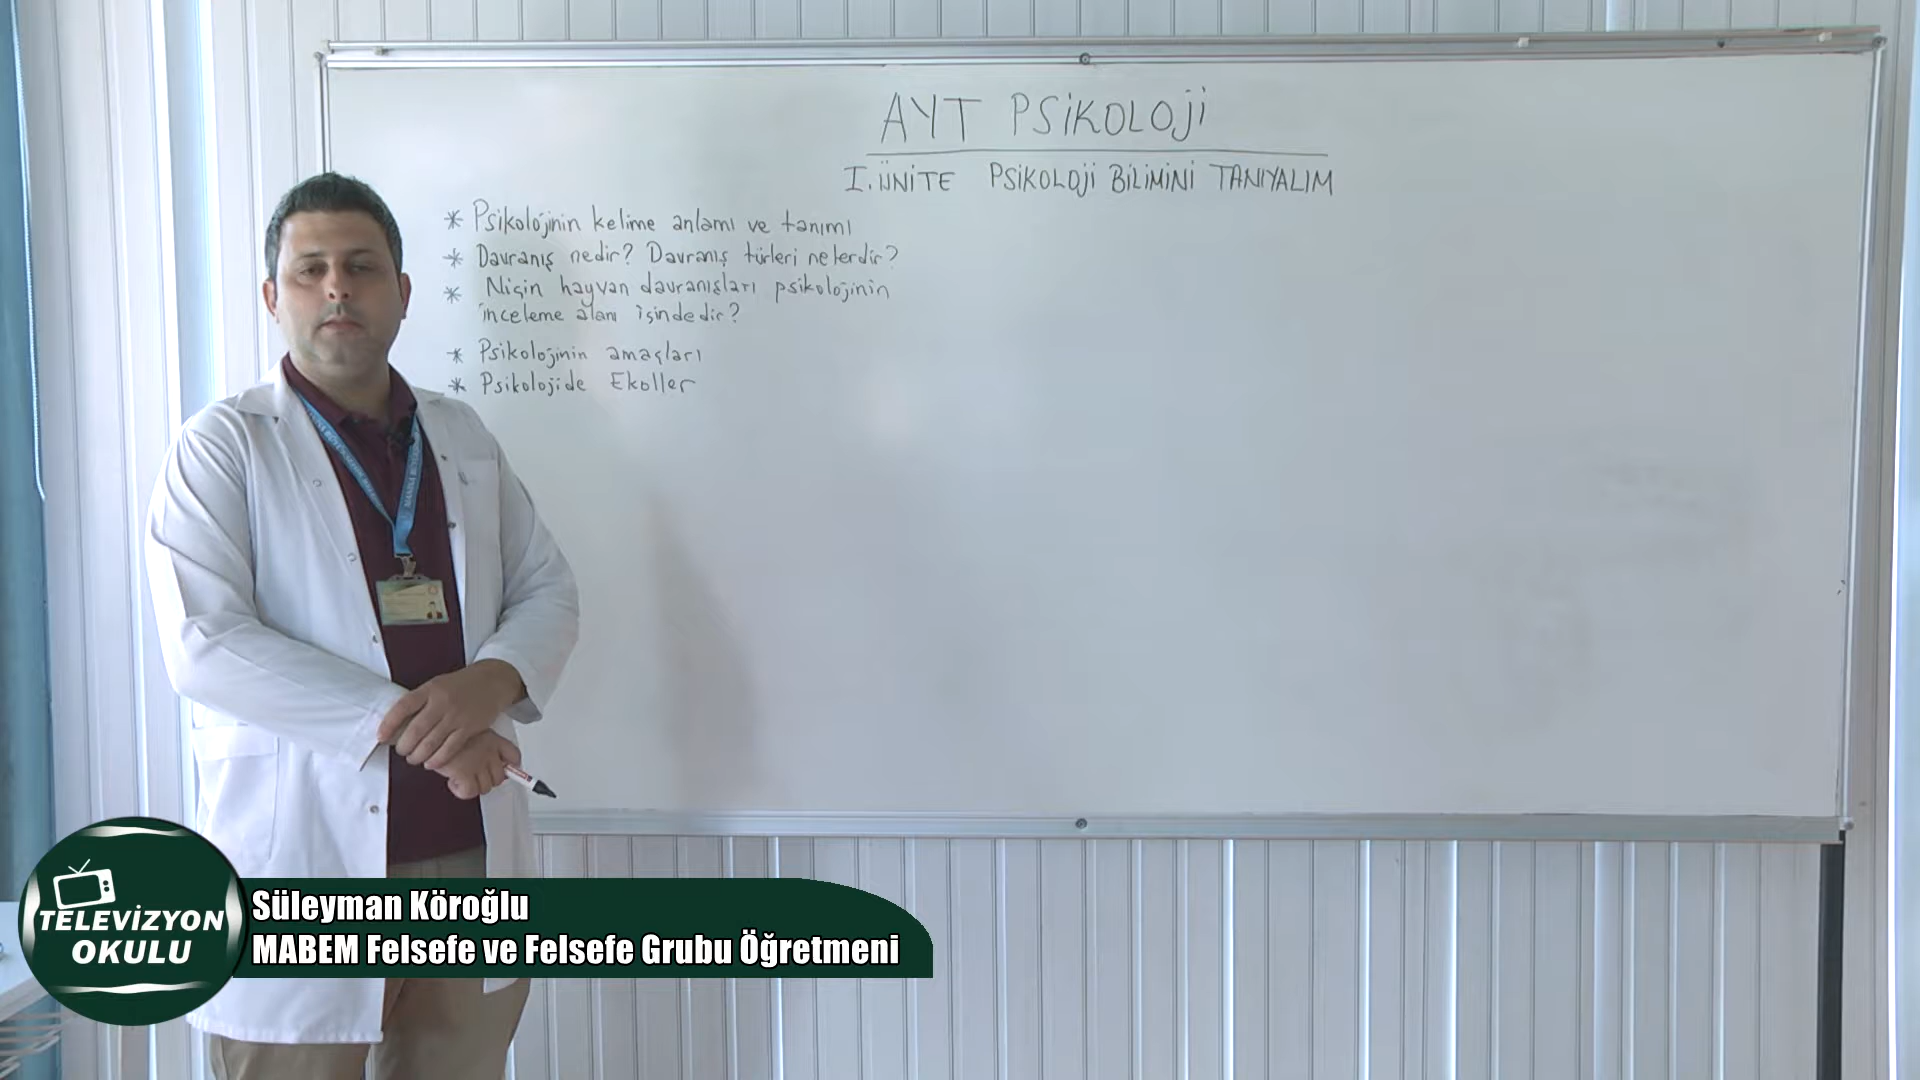 AYT PSİKOLOJİ
I. ÜNİTE PSİKOLOJİ BİLİMİNİ TANIYALIM
* Psikolojinin kelime anlamı ve tanımı
* Davranış nedir? Davranış türleri nelerdir?
* Niçin hayvan davranışları psikolojinin
inceleme alanı içindedir?
* Psikolojinin amaçları
* Psikolojide Ekoller
TELEVİZYON
OKULU
Süleyman Köroğlu
MABEM Felsefe ve Felsefe Grubu Öğretmeni